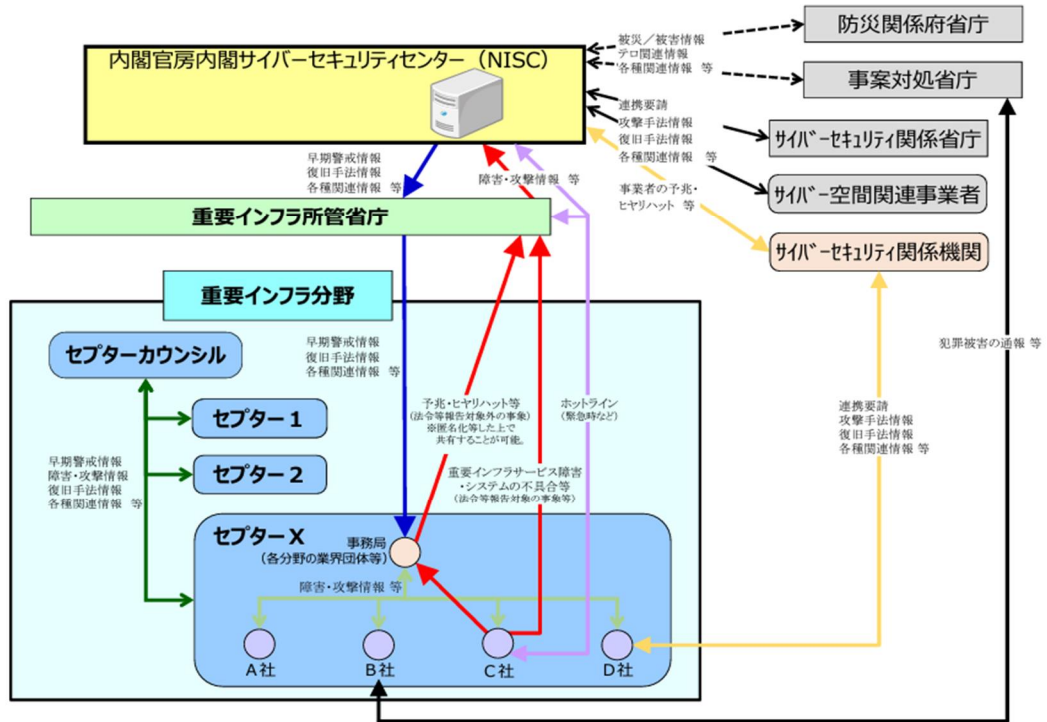 防災関係府省庁
被災／被害情報
テロ関連情報
各種関連情報 等
内閣官房内閣サイバーセキュリティセンター（NISC）
事案対処省庁
連携要請
攻撃手法情報
復旧手法情報
各種関連情報 等
サイバーセキュリティ関係省庁
早期警戒情報
復旧手法情報
各種関連情報 等
障害・攻撃情報 等
事業者の予兆・
ヒヤリハット 等
サイバー空間関連事業者
重要インフラ所管省庁
サイバーセキュリティ関係機関
重要インフラ分野
犯罪被害の通報 等
セプターカウンシル
早期警戒情報
復旧手法情報
各種関連情報 等
セプター１
予兆・ヒヤリハット等
（法令等報告対象外の事象）
※匿名化等した上で
共有することが可能。
ホットライン
（緊急時など）
連携要請
攻撃手法情報
復旧手法情報
各種関連情報 等
早期警戒情報
障害・攻撃情報
復旧手法情報
各種関連情報 等
セプター２
重要インフラサービス障害
・システムの不具合等
（法令等報告対象の事象等）
セプターＸ
事務局
（各分野の業界団体等）
障害・攻撃情報 等
Ａ社
Ｂ社
Ｃ社
Ｄ社